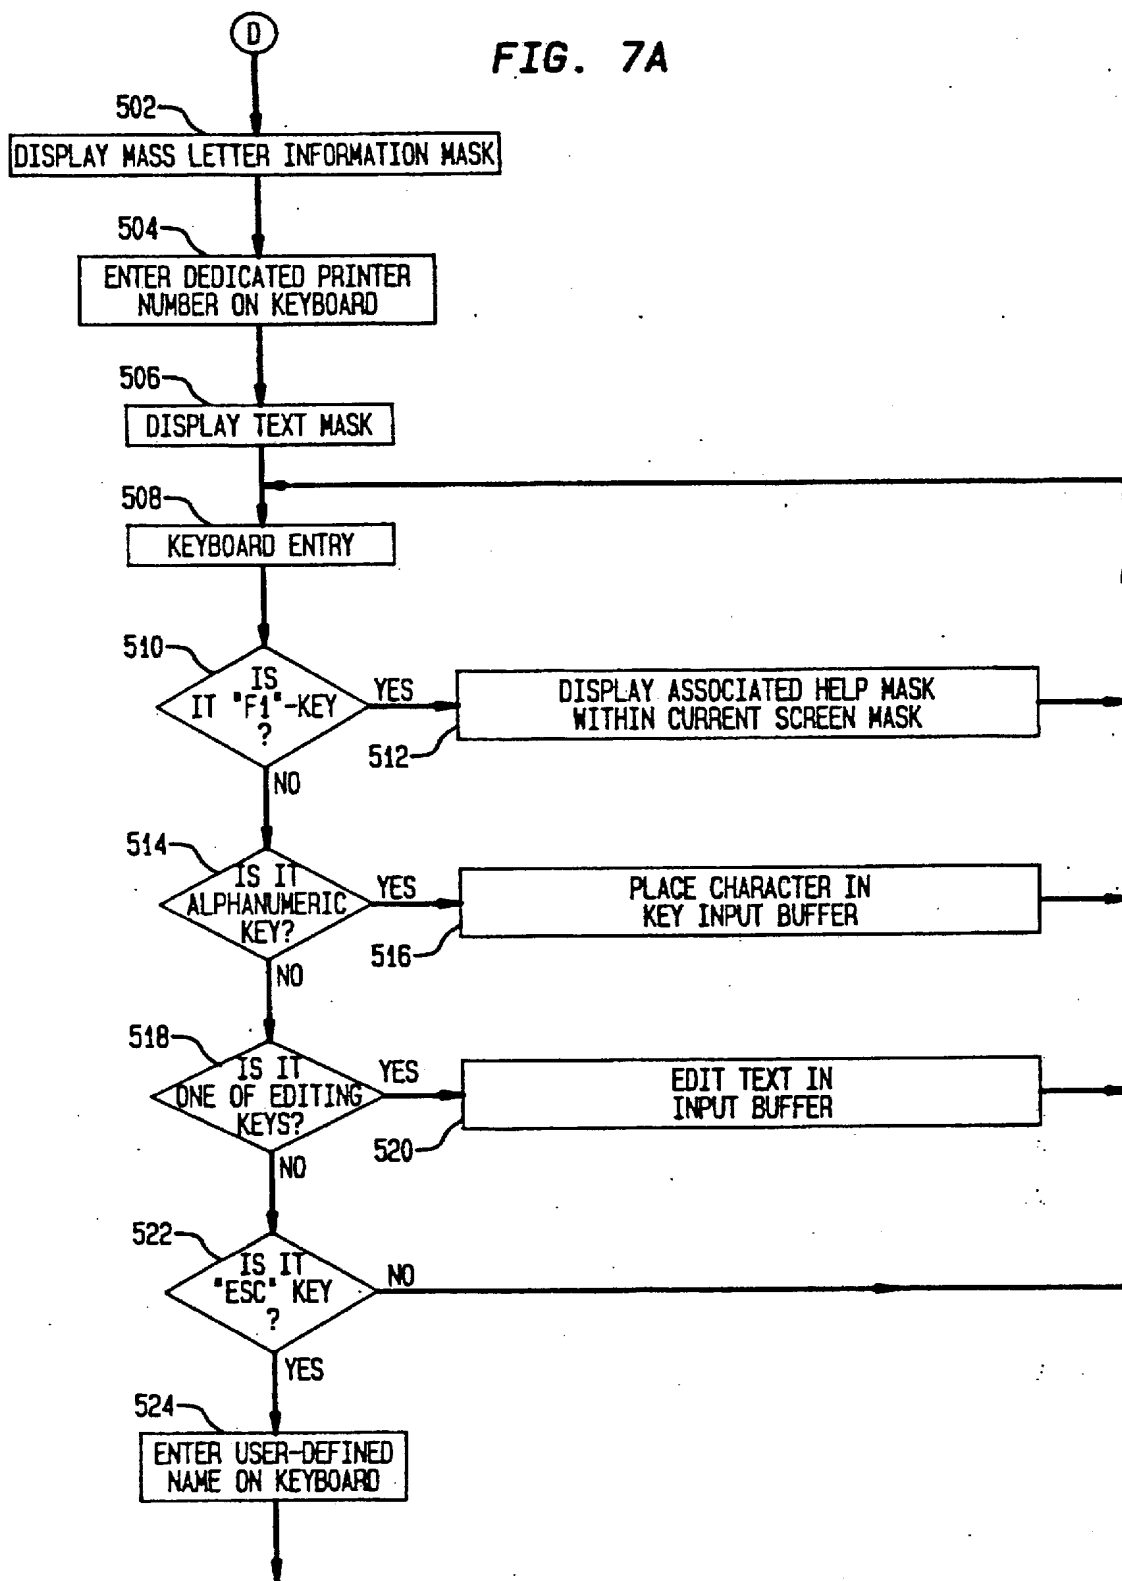 D
FIG. 7A
502
DISPLAY MASS LETTER INFORMATION MASK
504
ENTER DEDICATED PRINTER
NUMBER ON KEYBOARD
506
DISPLAY TEXT MASK
508
KEYBOARD ENTRY
510
IS
IT "F1"-KEY
?
YES
DISPLAY ASSOCIATED HELP MASK
WITHIN CURRENT SCREEN MASK
512
NO
514
IS IT
ALPHANUMERIC
KEY?
YES
PLACE CHARACTER IN
KEY INPUT BUFFER
516
NO
518
IS IT
ONE OF EDITING
KEYS?
YES
EDIT TEXT IN
INPUT BUFFER
520
NO
522
IS IT
"ESC" KEY
?
NO
YES
524
ENTER USER-DEFINED
NAME ON KEYBOARD